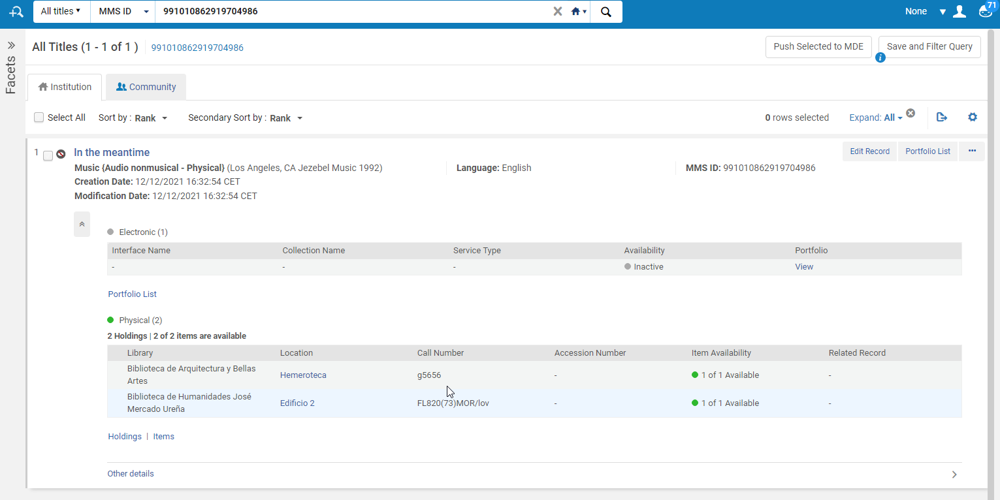 All titles MMS ID 991010862919704986 None 71
Facets
All Titles (1 - 1 of 1 ) 991010862919704986 Push Selected to MDE Save and Filter Query
i
Institution Community
Select All Sort by : Rank Secondary Sort by : Rank 0 rows selected Expand: All
1 In the meantime Edit Record Portfolio List ...
Music {Audio nonmusical - Physical} (Los Angeles, CA Jezebel Music 1992) Language: English MMS ID: 991010862919704986
Creation Date: 12/12/2021 16:32:54 CET
Modification Date: 12/12/2021 16:32:54 CET
Electronic (1)
Interface Name Collection Name Service Type Availability Portfolio
- - - Inactive View
Portfolio List
Physical (2)
2 Holdings | 2 of 2 items are available
Library Location Call Number Accession Number Item Availability Related Record
Biblioteca de Arquitectura y Bellas
Artes Hemeroteca g5656 - 1 of 1 Available -
Biblioteca de Humanidades José
Mercado Ureña Edificio 2 FL820(73)MOR/lov - 1 of 1 Available -
Holdings | Items
Other details